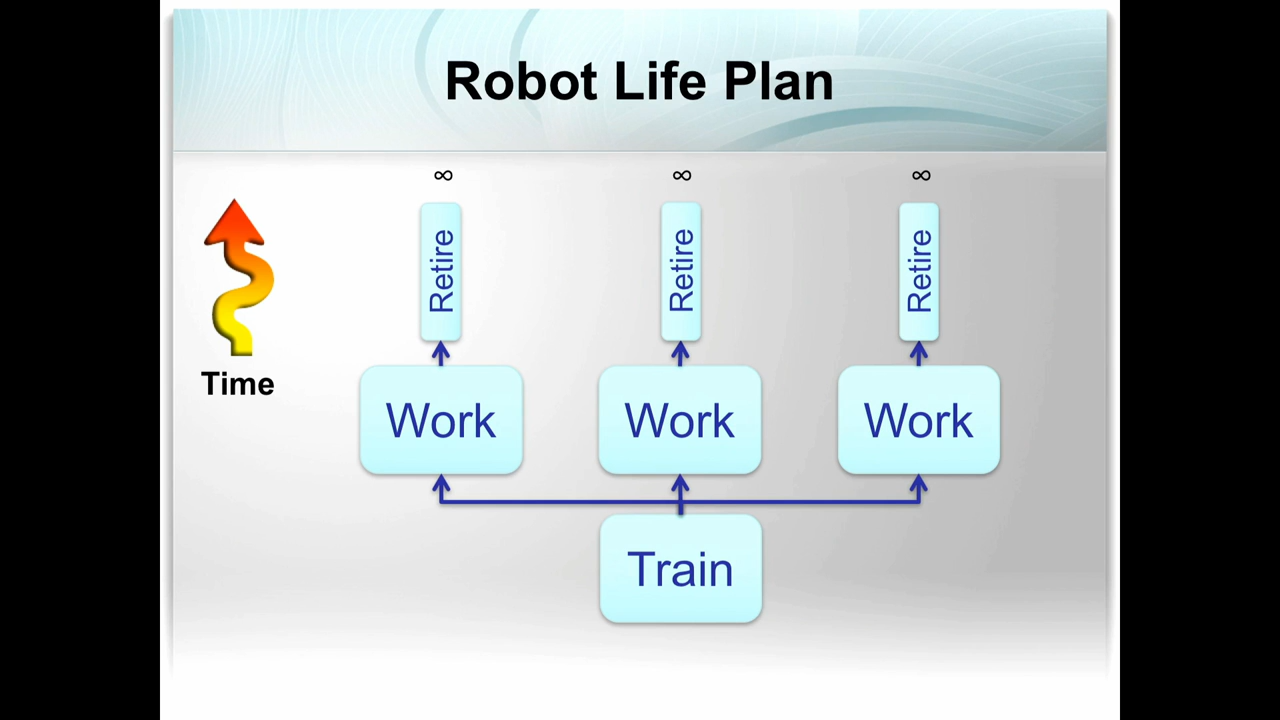 Robot Life Plan
∞ ∞ ∞
Retire Retire Retire
Time
Work Work Work
Train